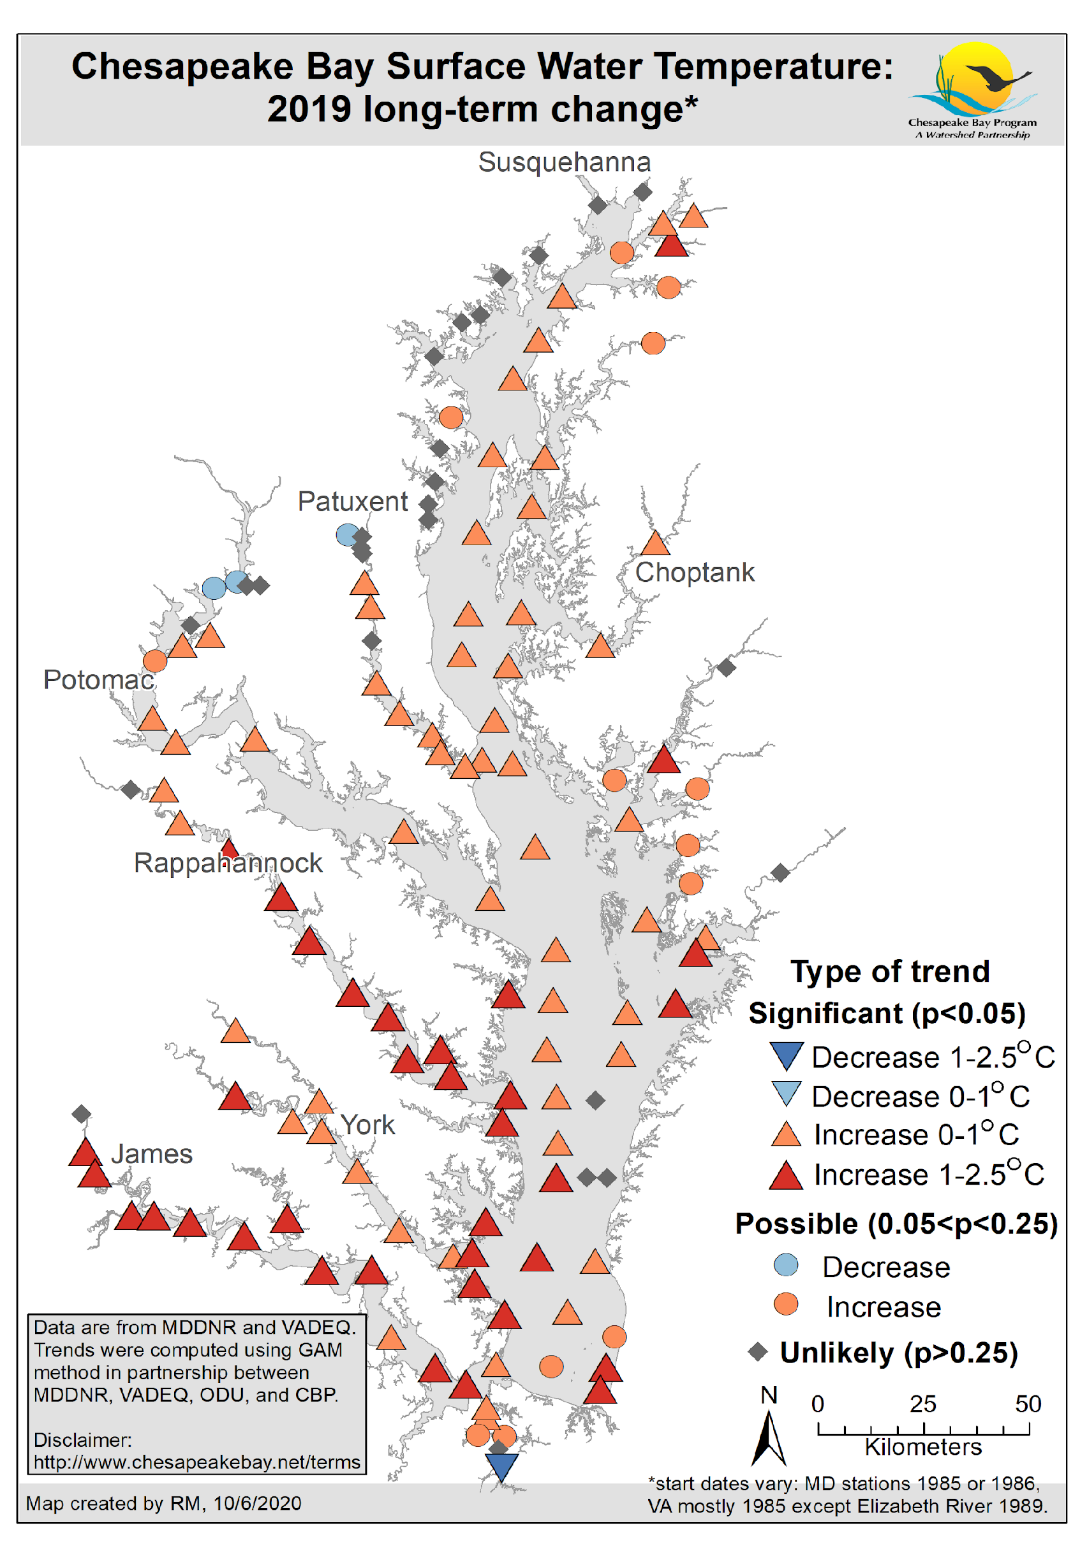 Chesapeake Bay Surface Water Temperature:
2019 long-term change*
Chesapeake Bay Program
A Watershed Partnership
Susquehanna
Patuxent
Choptank
Potomac
Rappahannock
York
James
Type of trend
Significant (p<0.05)
Decrease 1-2.5°C
Decrease 0-1°C
Increase 0-1°C
Increase 1-2.5°C
Possible (0.05<p<0.25)
Decrease
Increase
Unlikely (p>0.25)
N
0 25 50
Kilometers
Data are from MDDNR and VADEQ.
Trends were computed using GAM
method in partnership between
MDDNR, VADEQ, ODU, and CBP.
Disclaimer:
http://www.chesapeakebay.net/terms
*start dates vary: MD stations 1985 or 1986,
VA mostly 1985 except Elizabeth River 1989.
Map created by RM, 10/6/2020